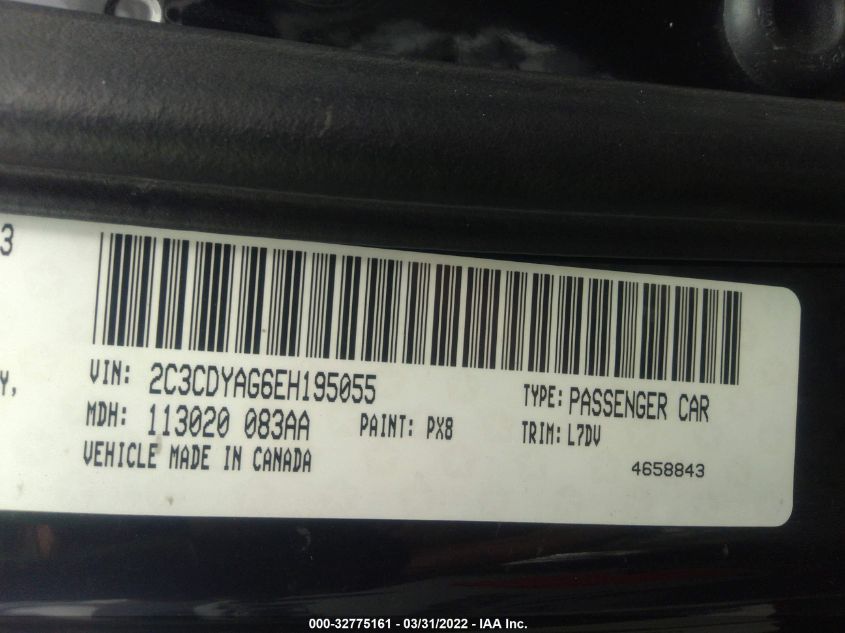 3
Y,
VIN: 2C3CDYAG6EH195055
TYPE: PASSENGER CAR
MDH: 113020 083AA
PAINT: PX8
TRIM: L7DV
VEHICLE MADE IN CANADA
4658843
000-32775161 - 03/31/2022 - IAA Inc.